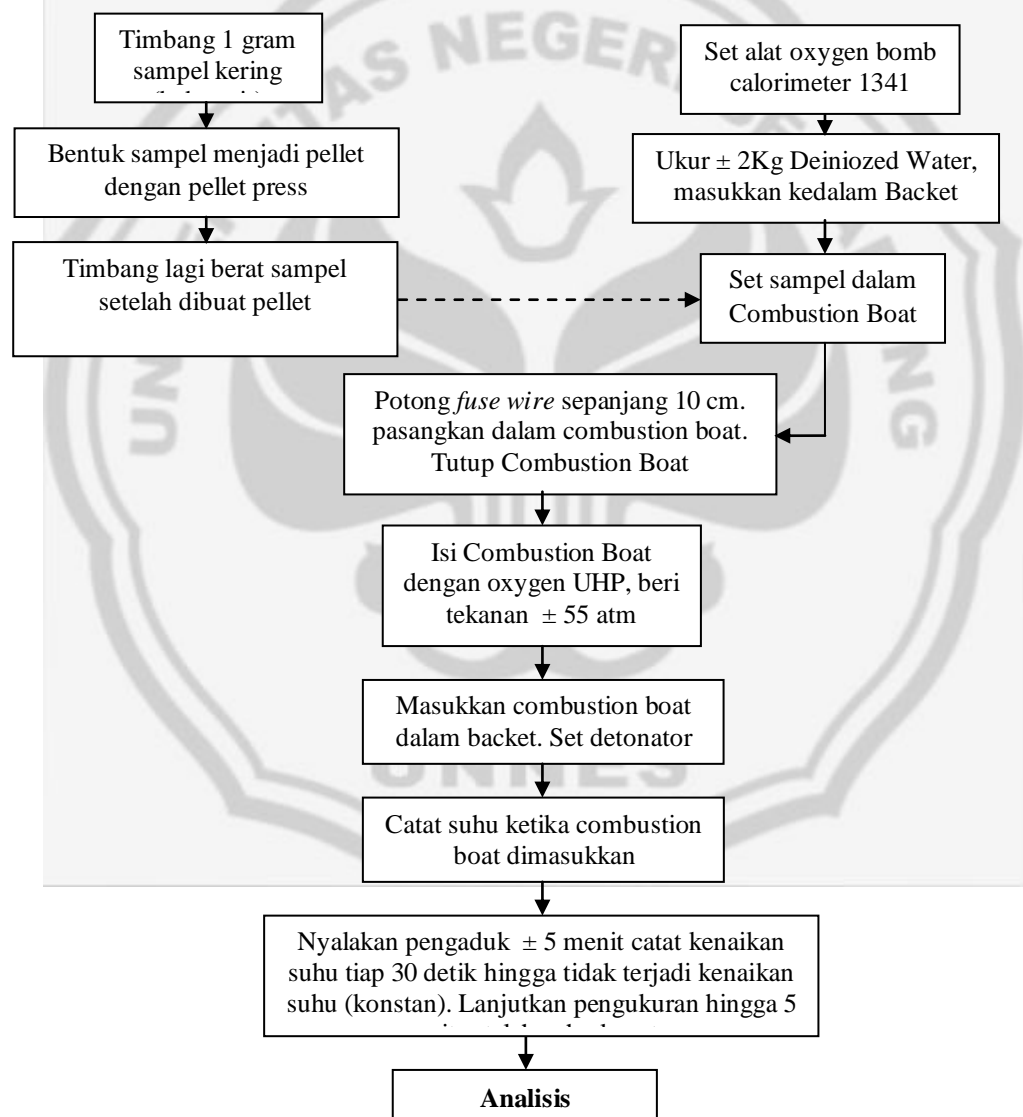 Timbang 1 gram
sampel kering
Bentuk sampel menjadi pellet
dengan pellet press
Timbang lagi berat sampel
setelah dibuat pellet
Set alat oxygen bomb
calorimeter 1341
Ukur ± 2Kg Deiniozed Water,
masukkan kedalam Backet
Set sampel dalam
Combustion Boat
Potong fuse wire sepanjang 10 cm.
pasangkan dalam combustion boat.
Tutup Combustion Boat
Isi Combustion Boat
dengan oxygen UHP, beri
tekanan ± 55 atm
Masukkan combustion boat
dalam backet. Set detonator
Catat suhu ketika combustion
boat dimasukkan
Nyalakan pengaduk ± 5 menit catat kenaikan
suhu tiap 30 detik hingga tidak terjadi kenaikan
suhu (konstan). Lanjutkan pengukuran hingga 5
Analisis
UNNES